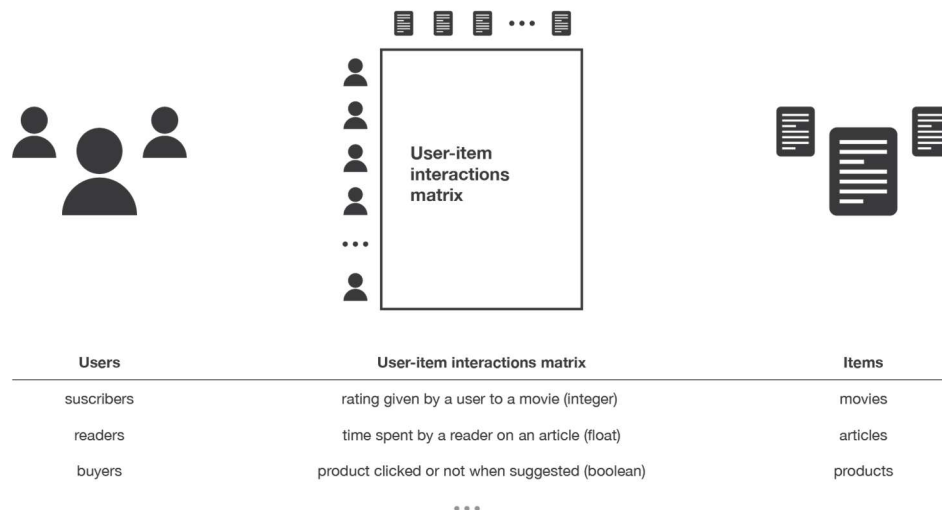 User-item
interactions
matrix
Users User-item interactions matrix Items
suscribers rating given by a user to a movie (integer) movies
readers time spent by a reader on an article (float) articles
buyers product clicked or not when suggested (boolean) products